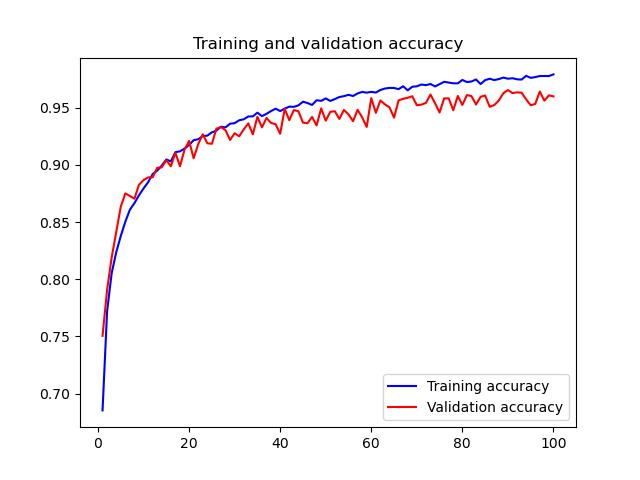 Training and validation accuracy
0.95
0.90
0.85
0.80
0.75
0.70
Training accuracy
Validation accuracy
0 20 40 60 80 100